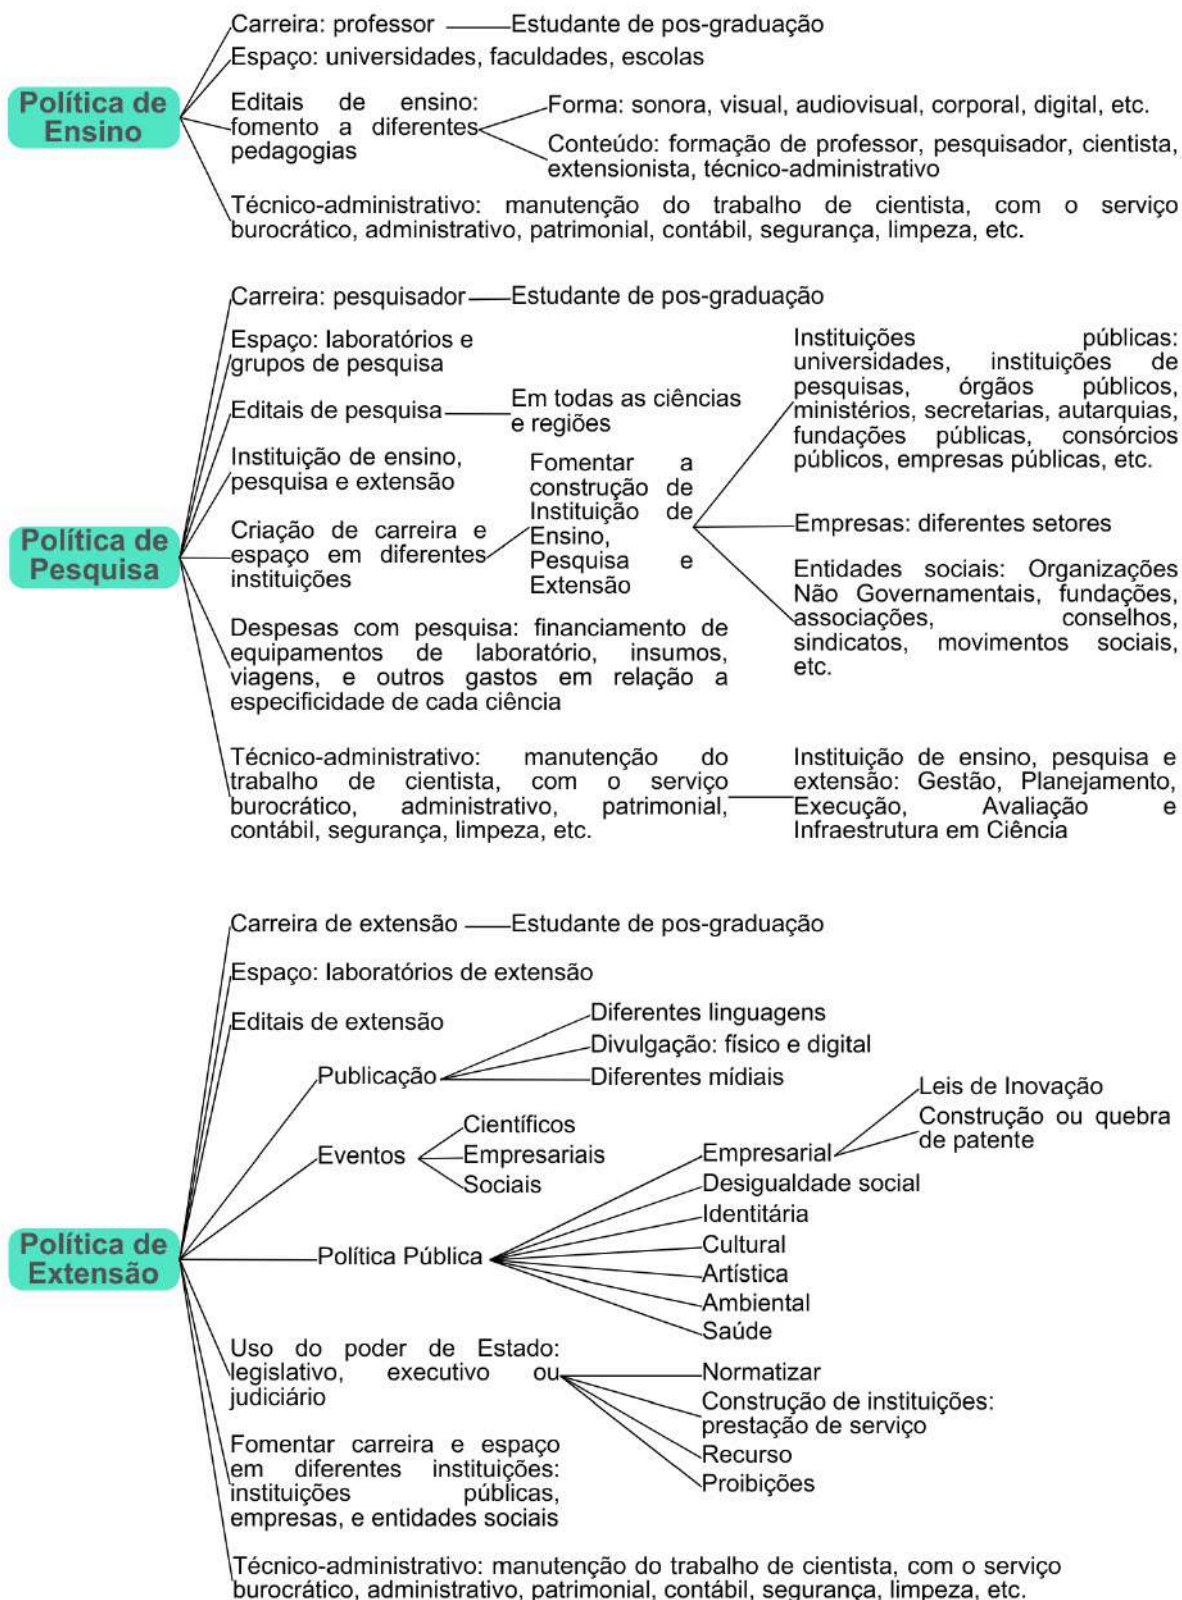 Política de
Ensino
Carreira: professor
Estudante de pos-graduação
Espaço: universidades, faculdades, escolas
Editais de ensino:
fomento a diferentes
pedagogias
Forma: sonora, visual, audiovisual, corporal, digital, etc.
Conteúdo: formação de professor, pesquisador, cientista,
extensionista, técnico-administrativo
Técnico-administrativo: manutenção do trabalho de cientista, com o serviço
burocrático, administrativo, patrimonial, contábil, segurança, limpeza, etc.
Política de
Pesquisa
Carreira: pesquisador
Estudante de pos-graduação
Espaço: laboratórios e
grupos de pesquisa
Editais de pesquisa
Em todas as ciências
e regiões
Instituição de ensino,
pesquisa e extensão
Criação de carreira e
espaço em diferentes
instituições
Fomentar a
construção de
Instituição de
Ensino,
Pesquisa e
Extensão
Instituições públicas:
universidades, instituições de
pesquisas, órgãos públicos,
ministérios, secretarias, autarquias,
fundações públicas, consórcios
públicos, empresas públicas, etc.
Empresas: diferentes setores
Entidades sociais: Organizações
Não Governamentais, fundações,
associações, conselhos,
sindicatos, movimentos sociais,
etc.
Despesas com pesquisa: financiamento de
equipamentos de laboratório, insumos,
viagens, e outros gastos em relação a
especificidade de cada ciência
Técnico-administrativo: manutenção do
trabalho de cientista, com o serviço
burocrático, administrativo, patrimonial,
contábil, segurança, limpeza, etc.
Instituição de ensino, pesquisa e
extensão: Gestão, Planejamento,
Execução, Avaliação e
Infraestrutura em Ciência
Política de
Extensão
Carreira de extensão
Estudante de pos-graduação
Espaço: laboratórios de extensão
Editais de extensão
Publicação
Diferentes linguagens
Divulgação: físico e digital
Diferentes mídiais
Eventos
Científicos
Empresariais
Sociais
Política Pública
Empresarial
Leis de Inovação
Construção ou quebra
de patente
Desigualdade social
Identitária
Cultural
Artística
Ambiental
Saúde
Uso do poder de Estado:
legislativo, executivo ou
judiciário
Normatizar
Construção de instituições:
prestação de serviço
Recurso
Proibições
Fomentar carreira e espaço
em diferentes instituições:
instituições públicas,
empresas, e entidades sociais
Técnico-administrativo: manutenção do trabalho de cientista, com o serviço
burocrático, administrativo, patrimonial, contábil, segurança, limpeza, etc.